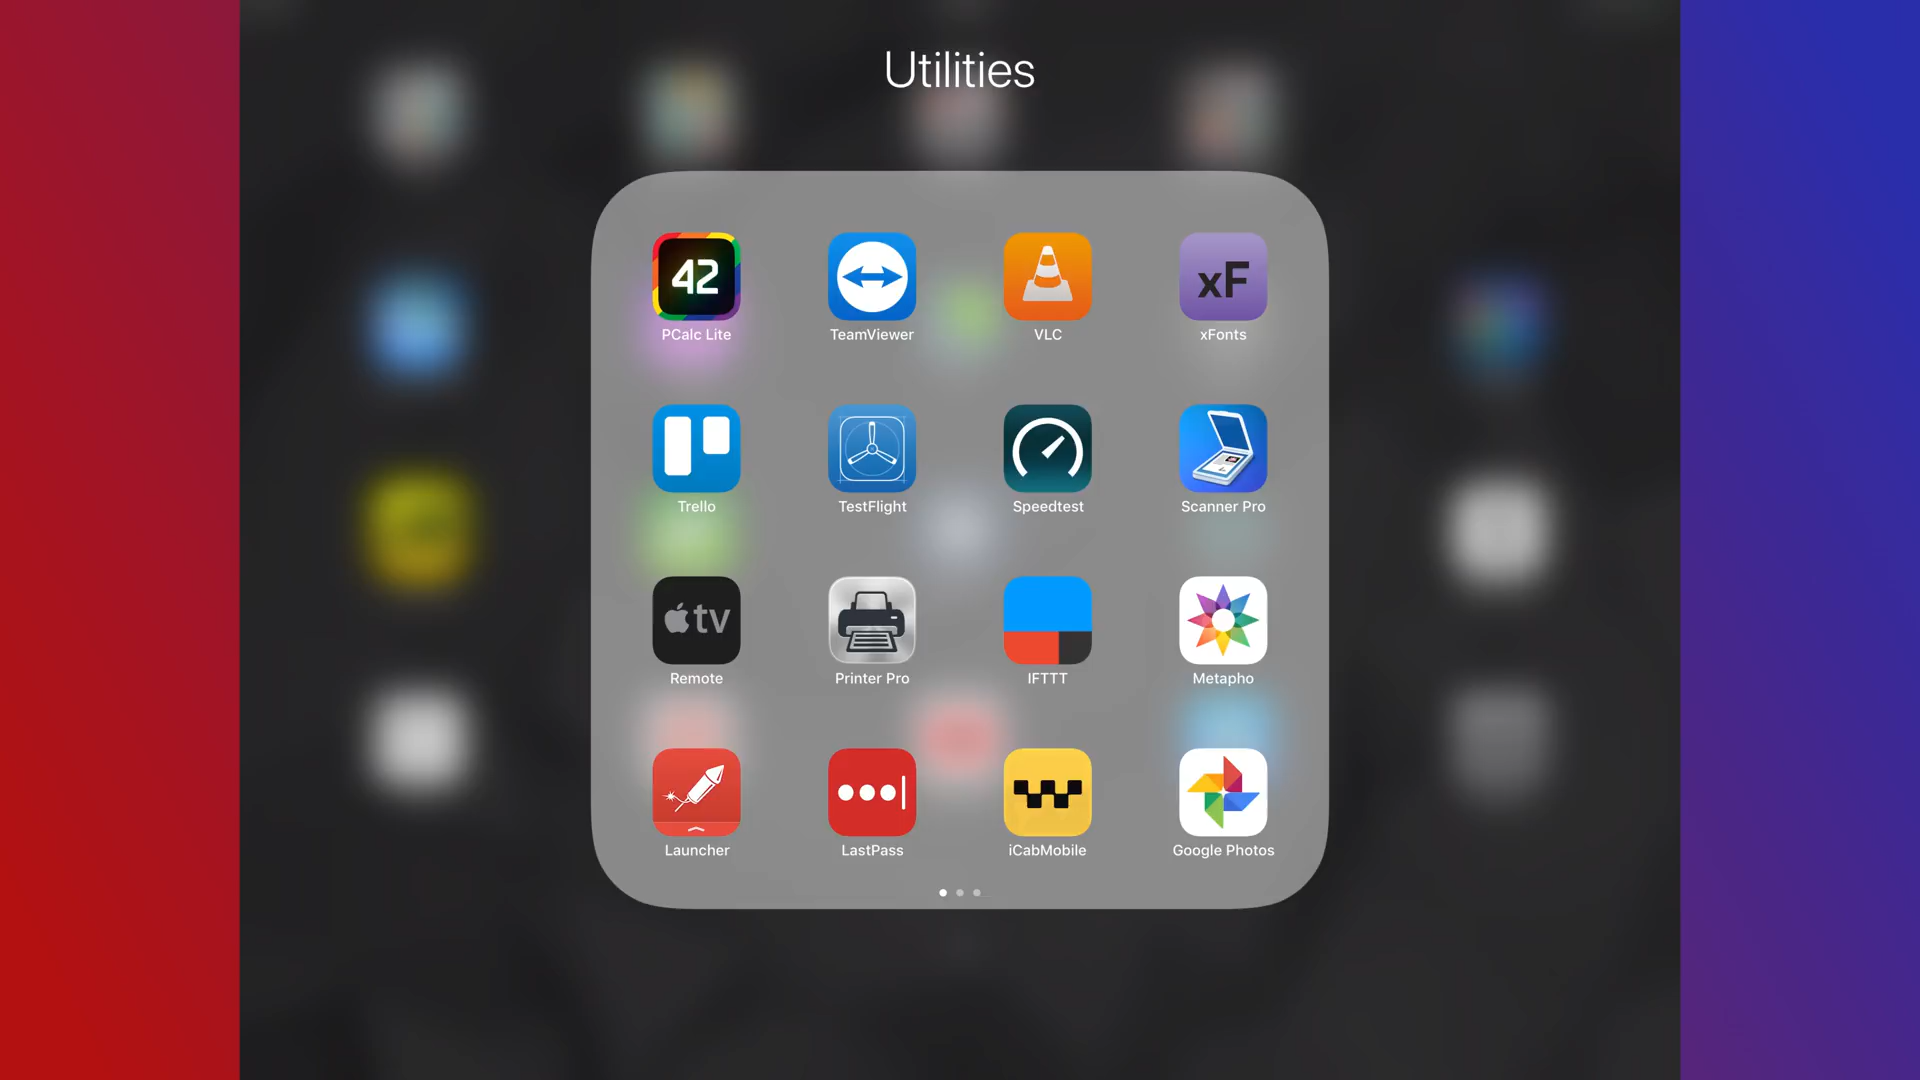 Utilities
42
xF
PCalc Lite
TeamViewer
VLC
xFonts
Trello
TestFlight
Speedtest
Scanner Pro
tv
Remote
Printer Pro
IFTTT
Metapho
Launcher
LastPass
iCabMobile
Google Photos